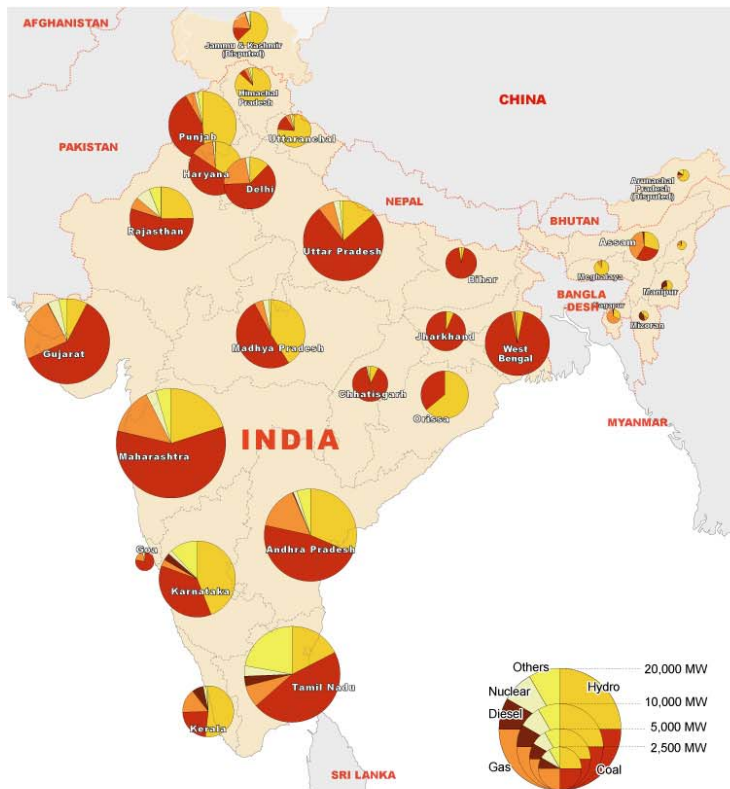 AFGHANISTAN
Jammu & Kashmir
(Disputed)
Himachal
Pradesh
CHINA
Punjab
Uttaranchal
PAKISTAN
Haryana
Delhi
Arunachal
Pradesh
(Disputed)
NEPAL
Rajasthan
BHUTAN
Uttar Pradesh
Assam
Bihar
Meghalaya
BANGLA
-DESH
Manipur
Mizoran
Gujarat
Madhya Pradesh
Jharkhand
West
Bengal
Chhatisgarh
Orissa
MYANMAR
INDIA
Maharashtra
Andhra Pradesh
Goa
Karnataka
Tamil Nadu
Kerala
SRI LANKA
Others
20,000 MW
Nuclear
Hydro
10,000 MW
Diesel
5,000 MW
2,500 MW
Gas
Coal